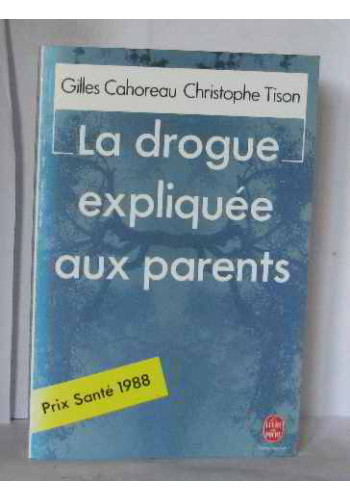 Gilles Cahoreau Christophe Tison
La drogue
expliquée
aux parents
Prix Santé 1988